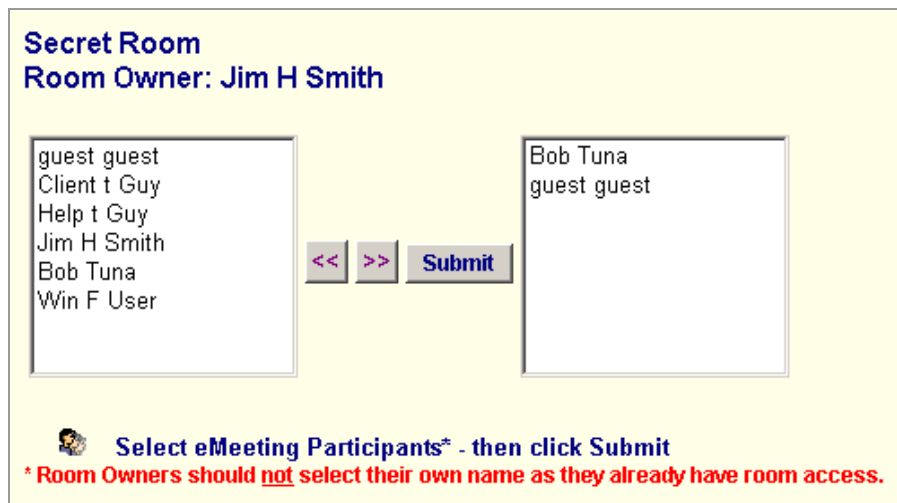 Secret Room
Room Owner: Jim H Smith
guest guest
Client t Guy
Help t Guy
Jim H Smith
Bob Tuna
Win F User
<< >> Submit
Bob Tuna
guest guest
Select eMeeting Participants* - then click Submit
* Room Owners should not select their own name as they already have room access.